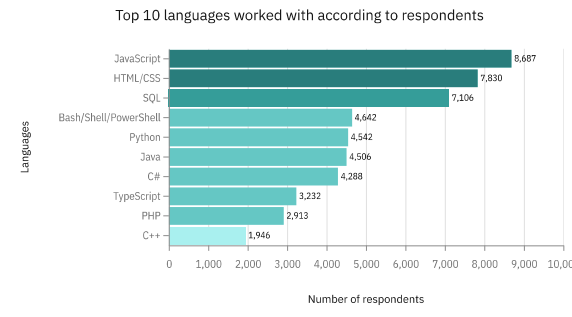 Top 10 languages worked with according to respondents
Languages
JavaScript 8,687
HTML/CSS 7,830
SQL 7,106
Bash/Shell/PowerShell 4,642
Python 4,542
Java 4,506
C# 4,288
TypeScript 3,232
PHP 2,913
C++ 1,946
0 1,000 2,000 3,000 4,000 5,000 6,000 7,000 8,000 9,000
Number of respondents